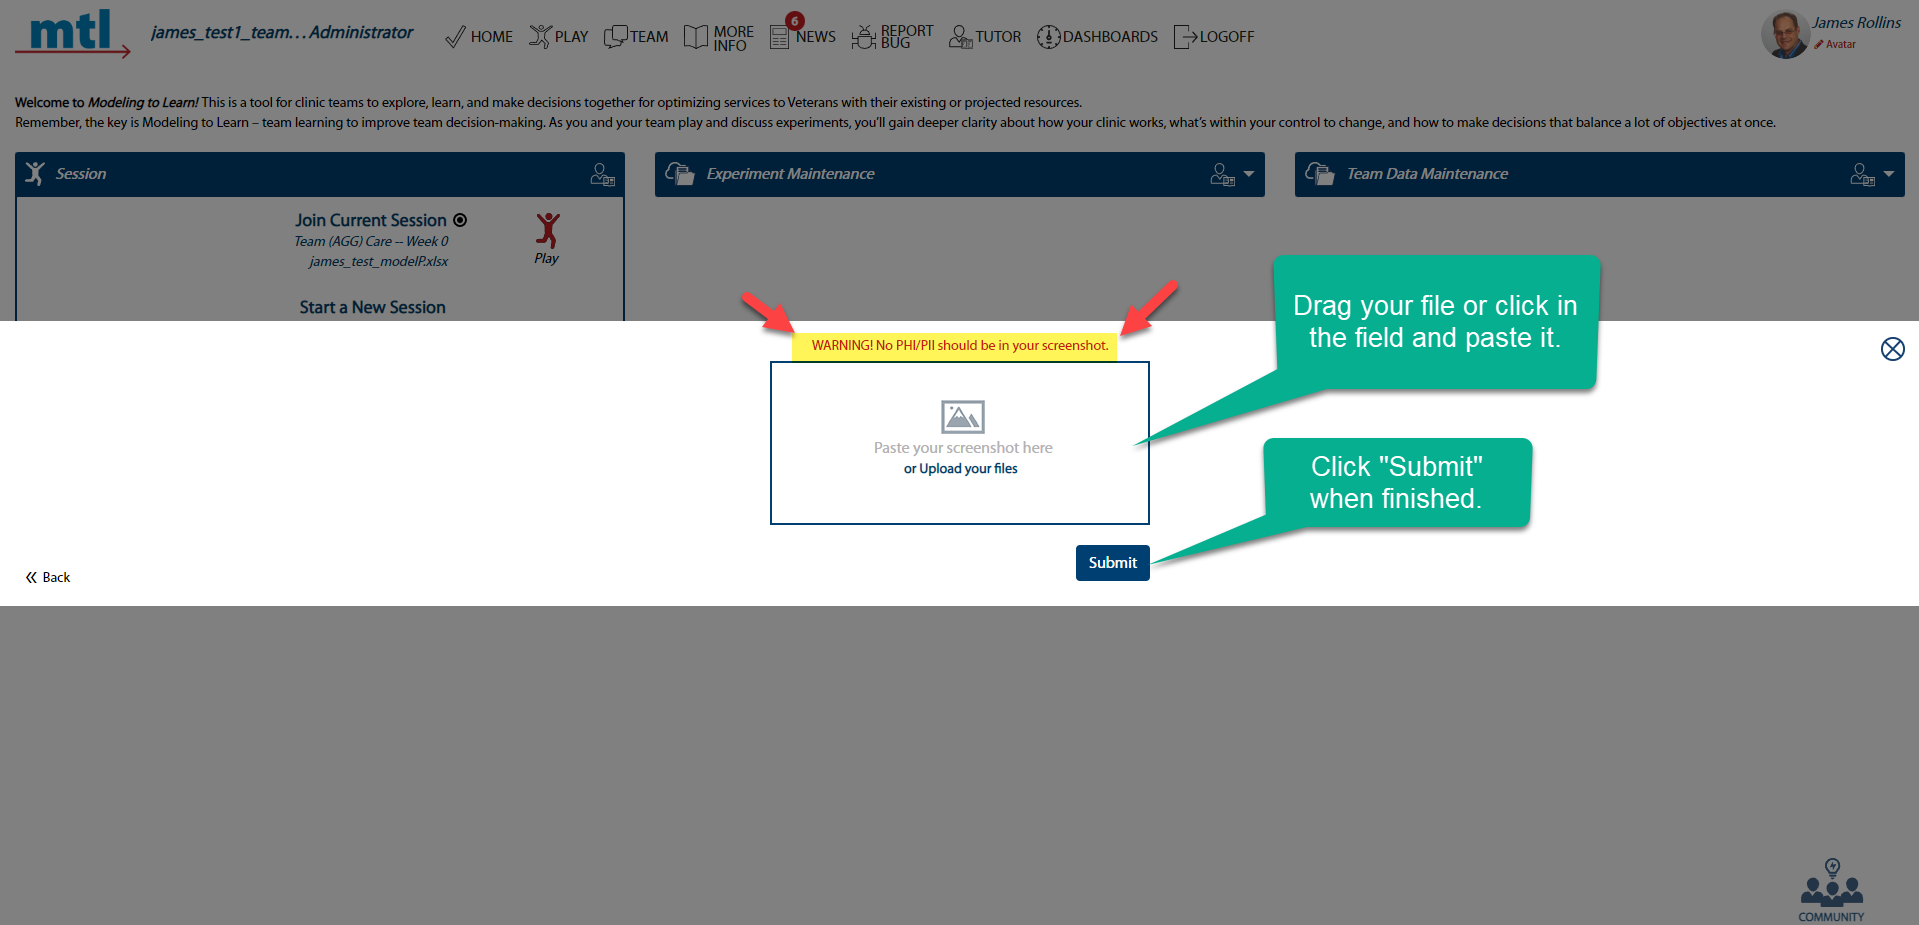 mtl
james_test1_team... Administrator
HOME
PLAY
TEAM
MORE
INFO
6
NEWS
REPORT
BUG
TUTOR
DASHBOARDS
LOGOFF
James Rollins
Avatar
Welcome to Modeling to Learn! This is a tool for clinic teams to explore, learn, and make decisions together for optimizing services to Veterans with their existing or projected resources.
Remember, the key is Modeling to Learn – team learning to improve team decision-making. As you and your team play and discuss experiments, you'll gain deeper clarity about how your clinic works, what's within your control to change, and how to make decisions that balance a lot of objectives at once.
Session
Experiment Maintenance
Team Data Maintenance
Join Current Session
Team (AGG) Care -- Week 0
james_test_modelP.xlsx
Play
Start a New Session
Drag your file or click in
the field and paste it.
WARNING! No PHI/PII should be in your screenshot.
Paste your screenshot here
or Upload your files
Click "Submit"
when finished.
Submit
Back
COMMUNITY